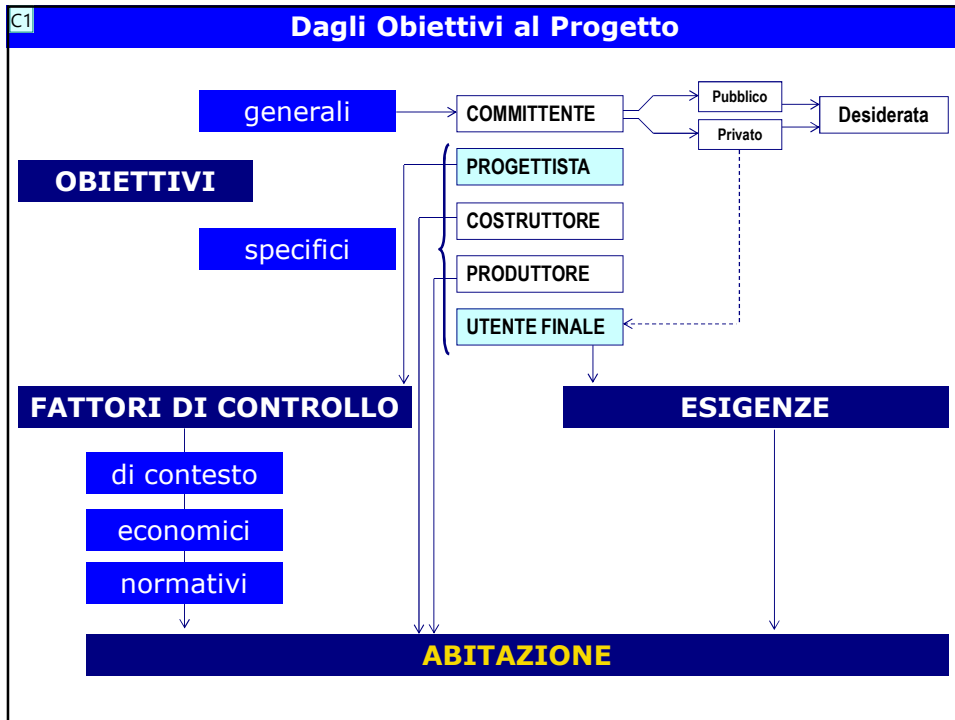 C1
Dagli Obiettivi al Progetto
generali
COMMITTENTE
Pubblico
Privato
Desiderata
OBIETTIVI
specifici
PROGETTISTA
COSTRUTTORE
PRODUTTORE
UTENTE FINALE
FATTORI DI CONTROLLO
ESIGENZE
di contesto
economici
normativi
ABITAZIONE